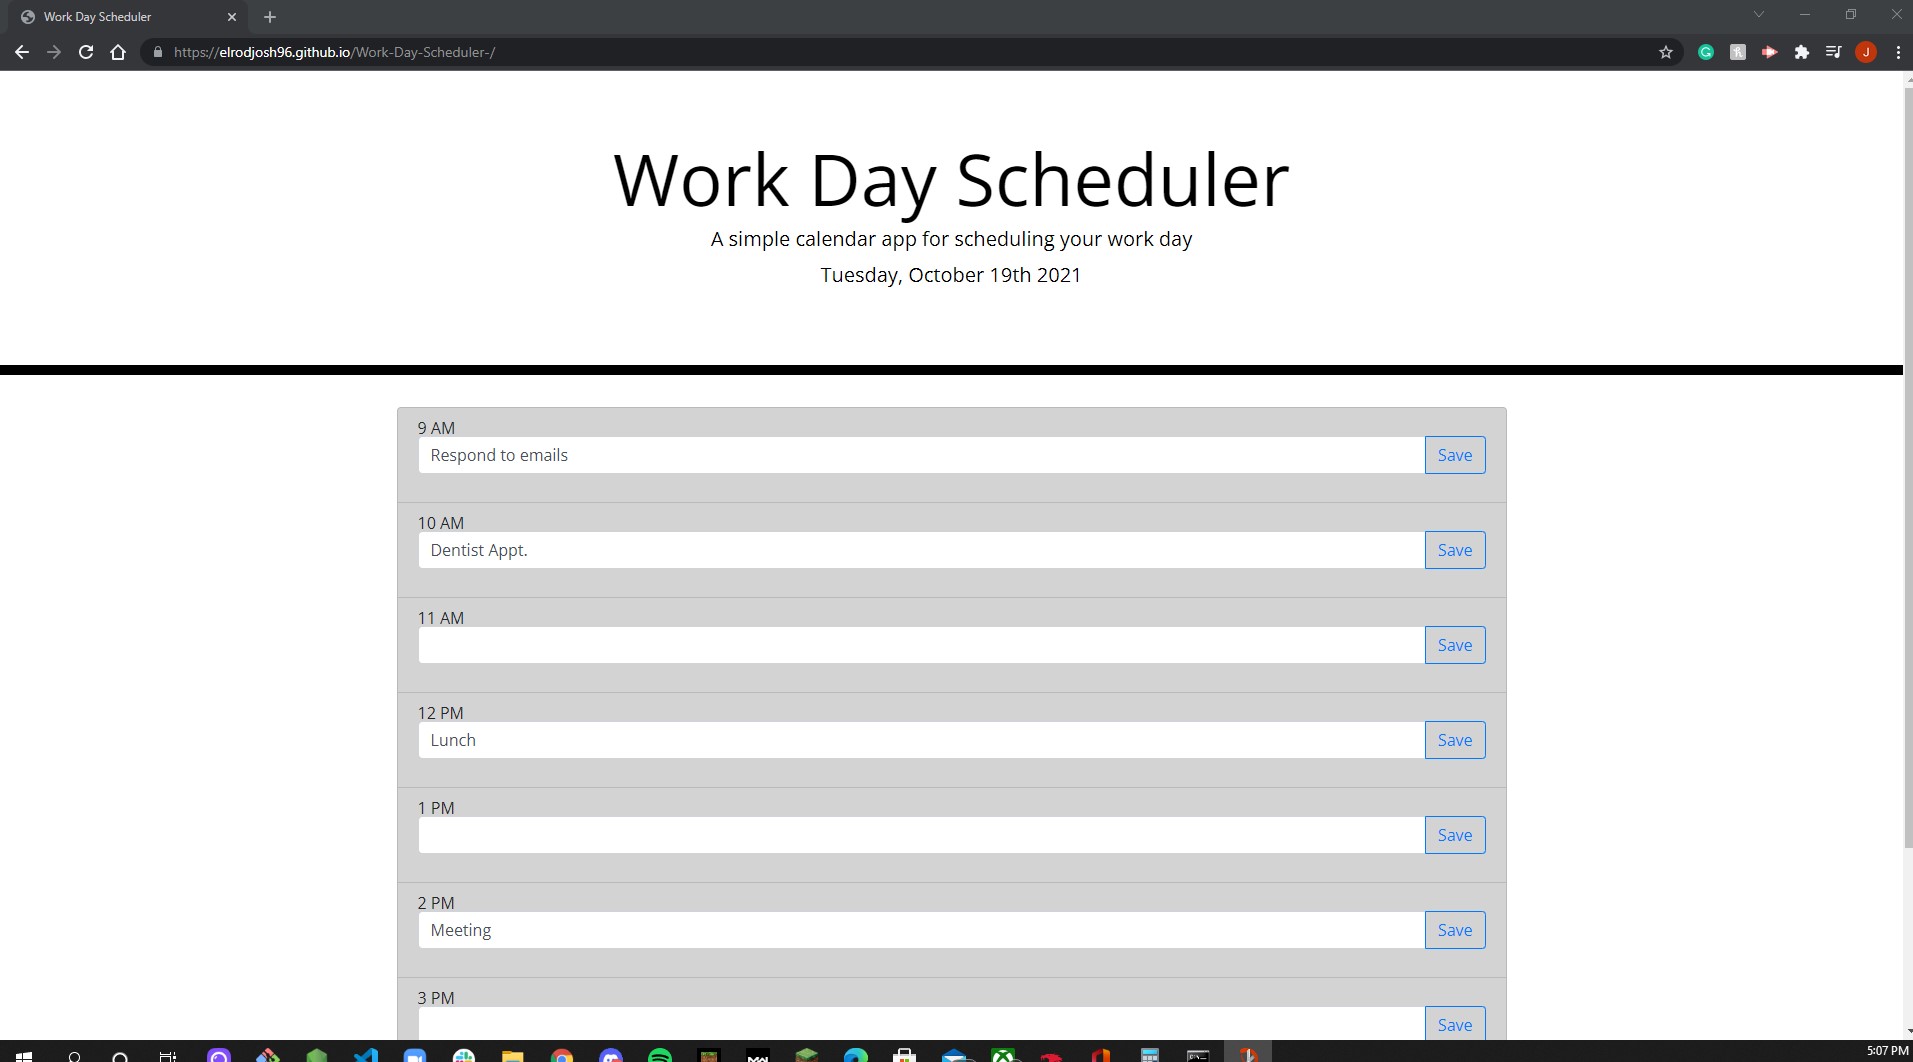 Work Day Scheduler
https://elrodjosh96.github.io/Work-Day-Scheduler-/
J
Work Day Scheduler
A simple calendar app for scheduling your work day
Tuesday, October 19th 2021
9 AM
Respond to emails Save
10 AM
Dentist Appt. Save
11 AM
Save
12 PM
Lunch Save
1 PM
Save
2 PM
Meeting Save
3 PM
Save
5:07 PM